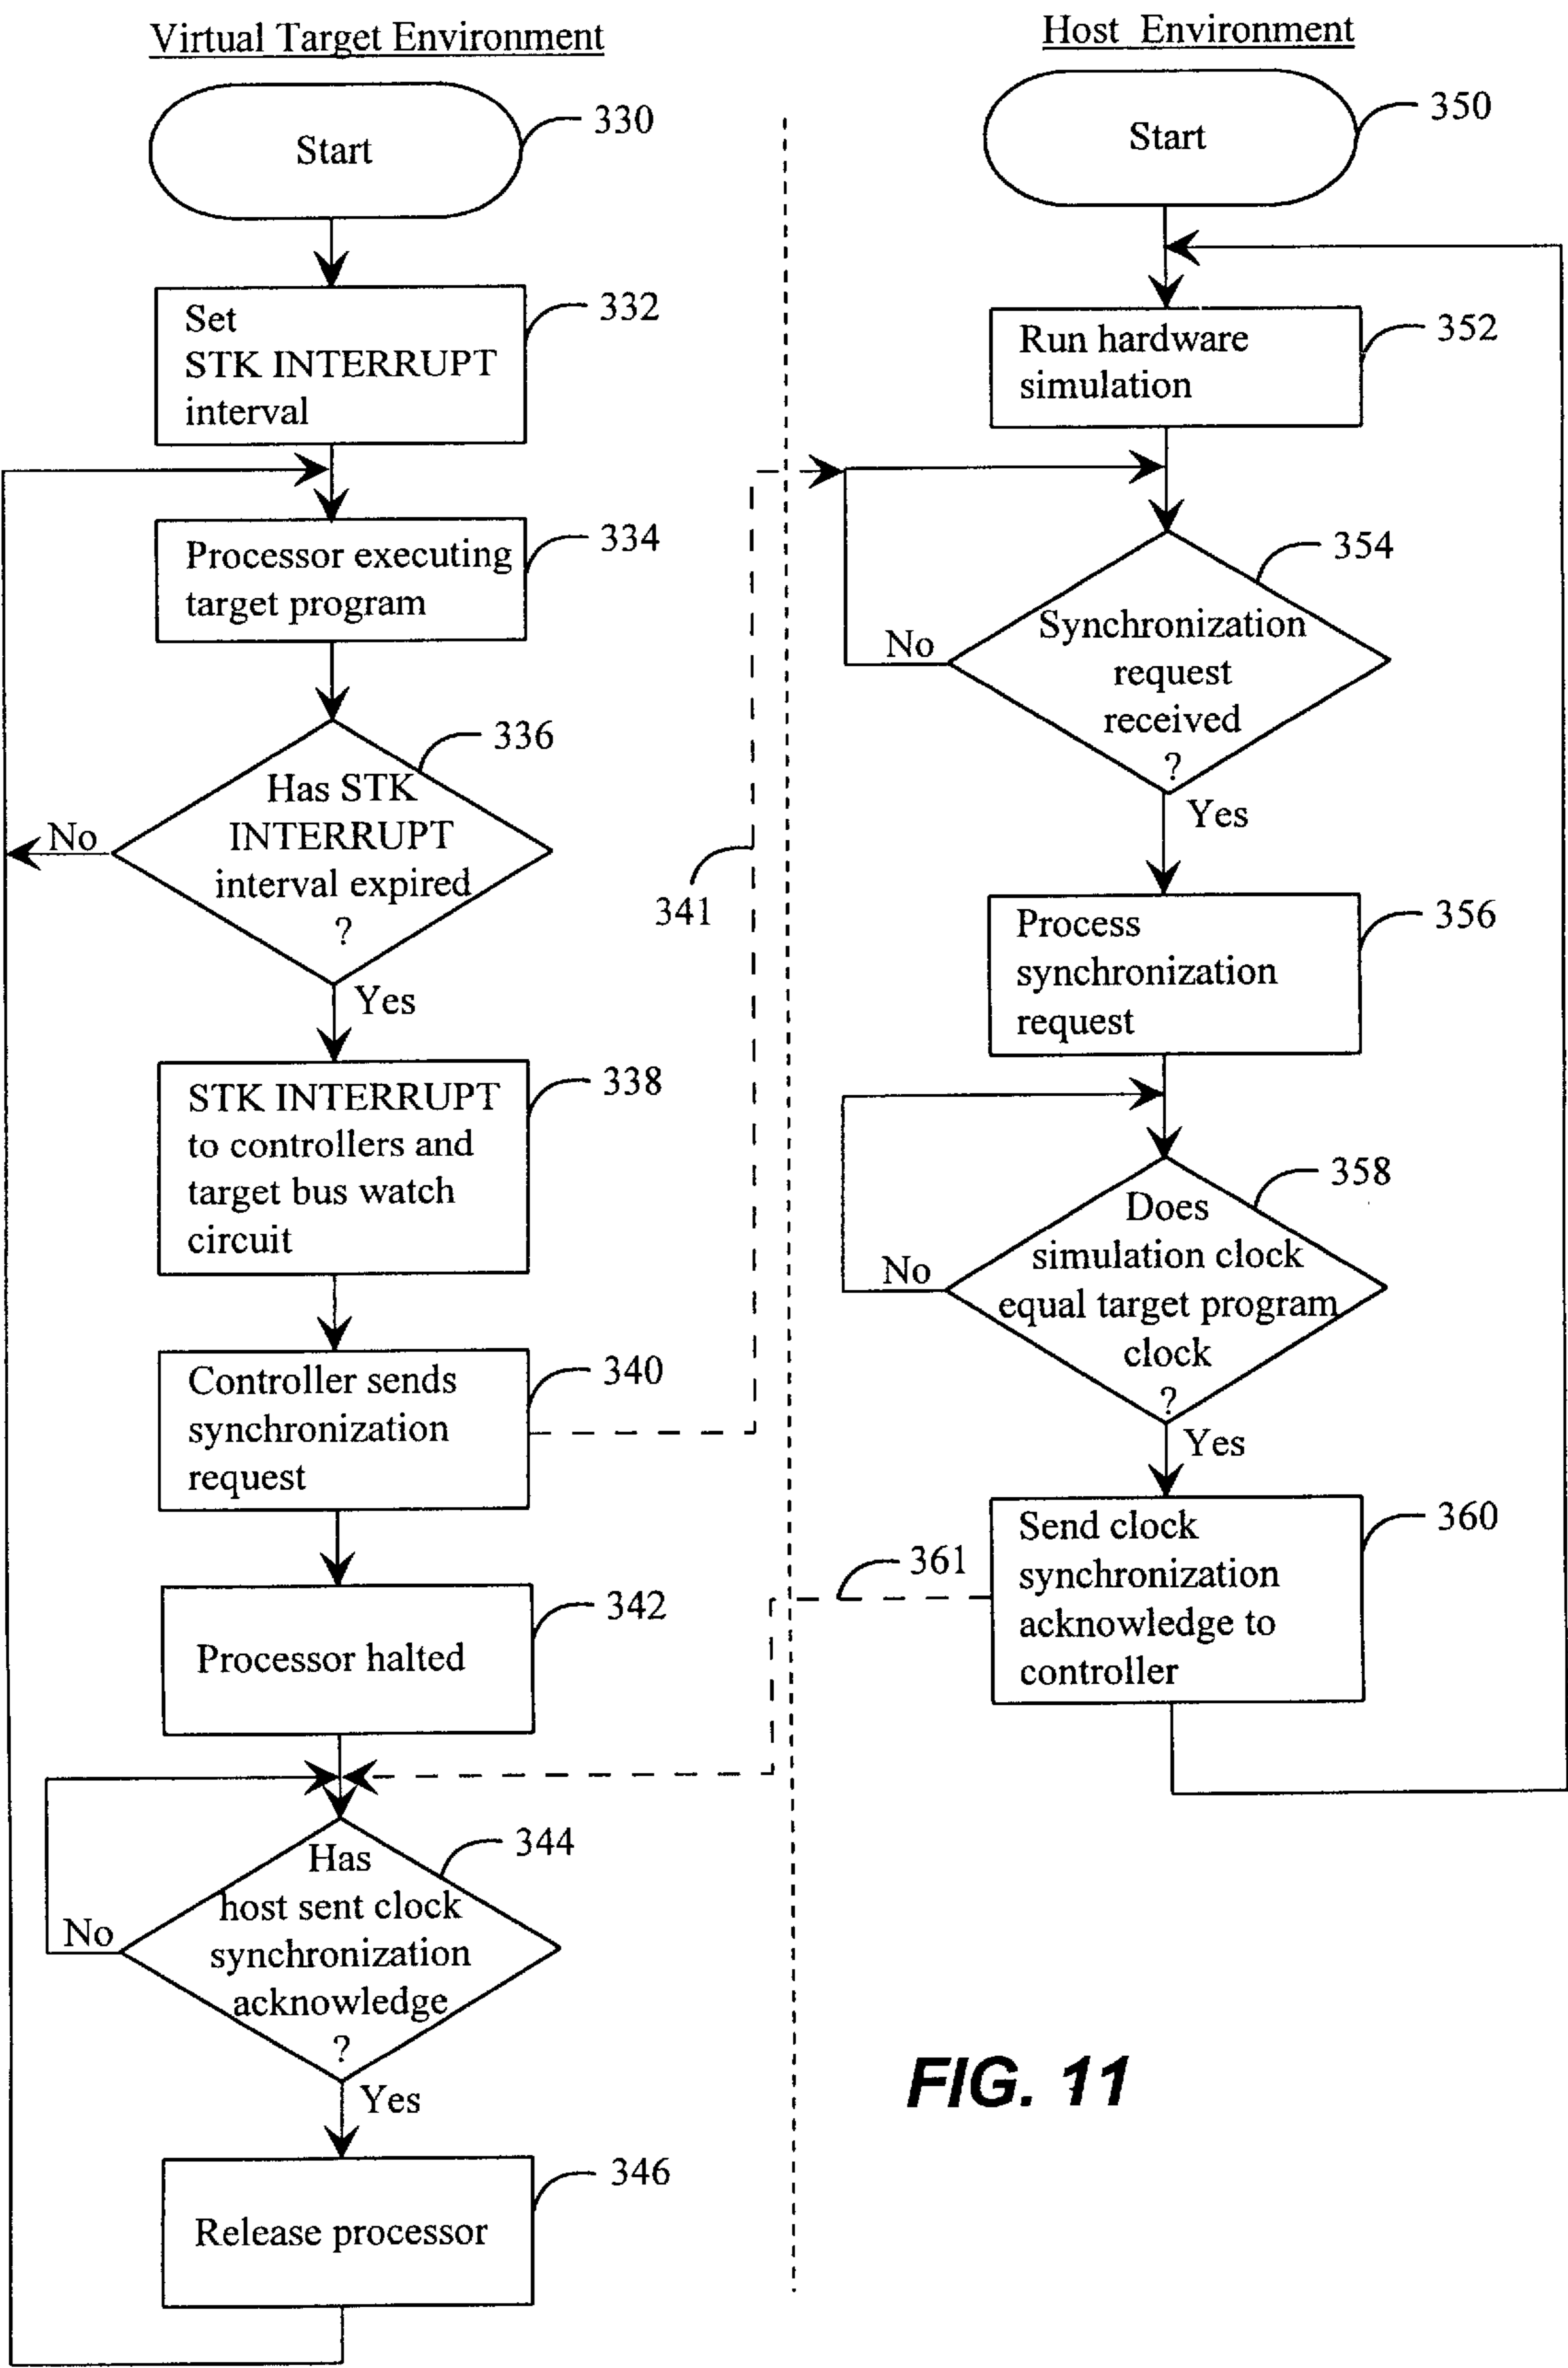 Virtual Target Environment
Start
330
Set
STK INTERRUPT
interval
332
Processor executing
target program
334
Has STK
INTERRUPT
interval expired
?
336
No
Yes
STK INTERRUPT
to controllers and
target bus watch
circuit
338
Controller sends
synchronization
request
340
341
Processor halted
342
Has
host sent clock
synchronization
acknowledge
?
344
No
Yes
Release processor
346
Host Environment
Start
350
Run hardware
simulation
352
Synchronization
request
received
?
354
No
Yes
Process
synchronization
request
356
Does
simulation clock
equal target program
clock
?
358
No
Yes
Send clock
synchronization
acknowledge to
controller
360
361
FIG. 11